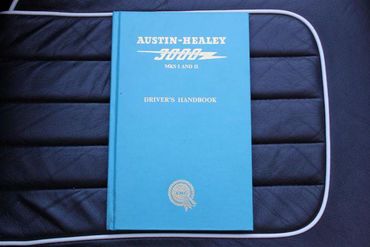 AUSTIN-HEALEY
3000
MKS I AND II
DRIVER'S HANDBOOK